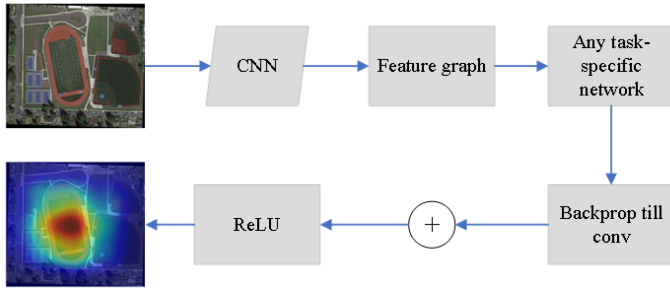 CNN
Feature graph
Any task-
specific
network
Backprop till
conv
+
ReLU